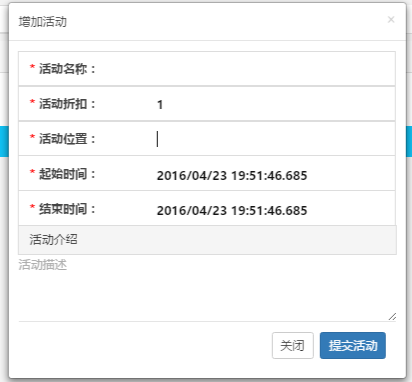 增加活动 ×
* 活动名称：
* 活动折扣： 1
* 活动位置：
* 起始时间： 2016/04/23 19:51:46.685
* 结束时间： 2016/04/23 19:51:46.685
活动介绍
活动描述
关闭 提交活动